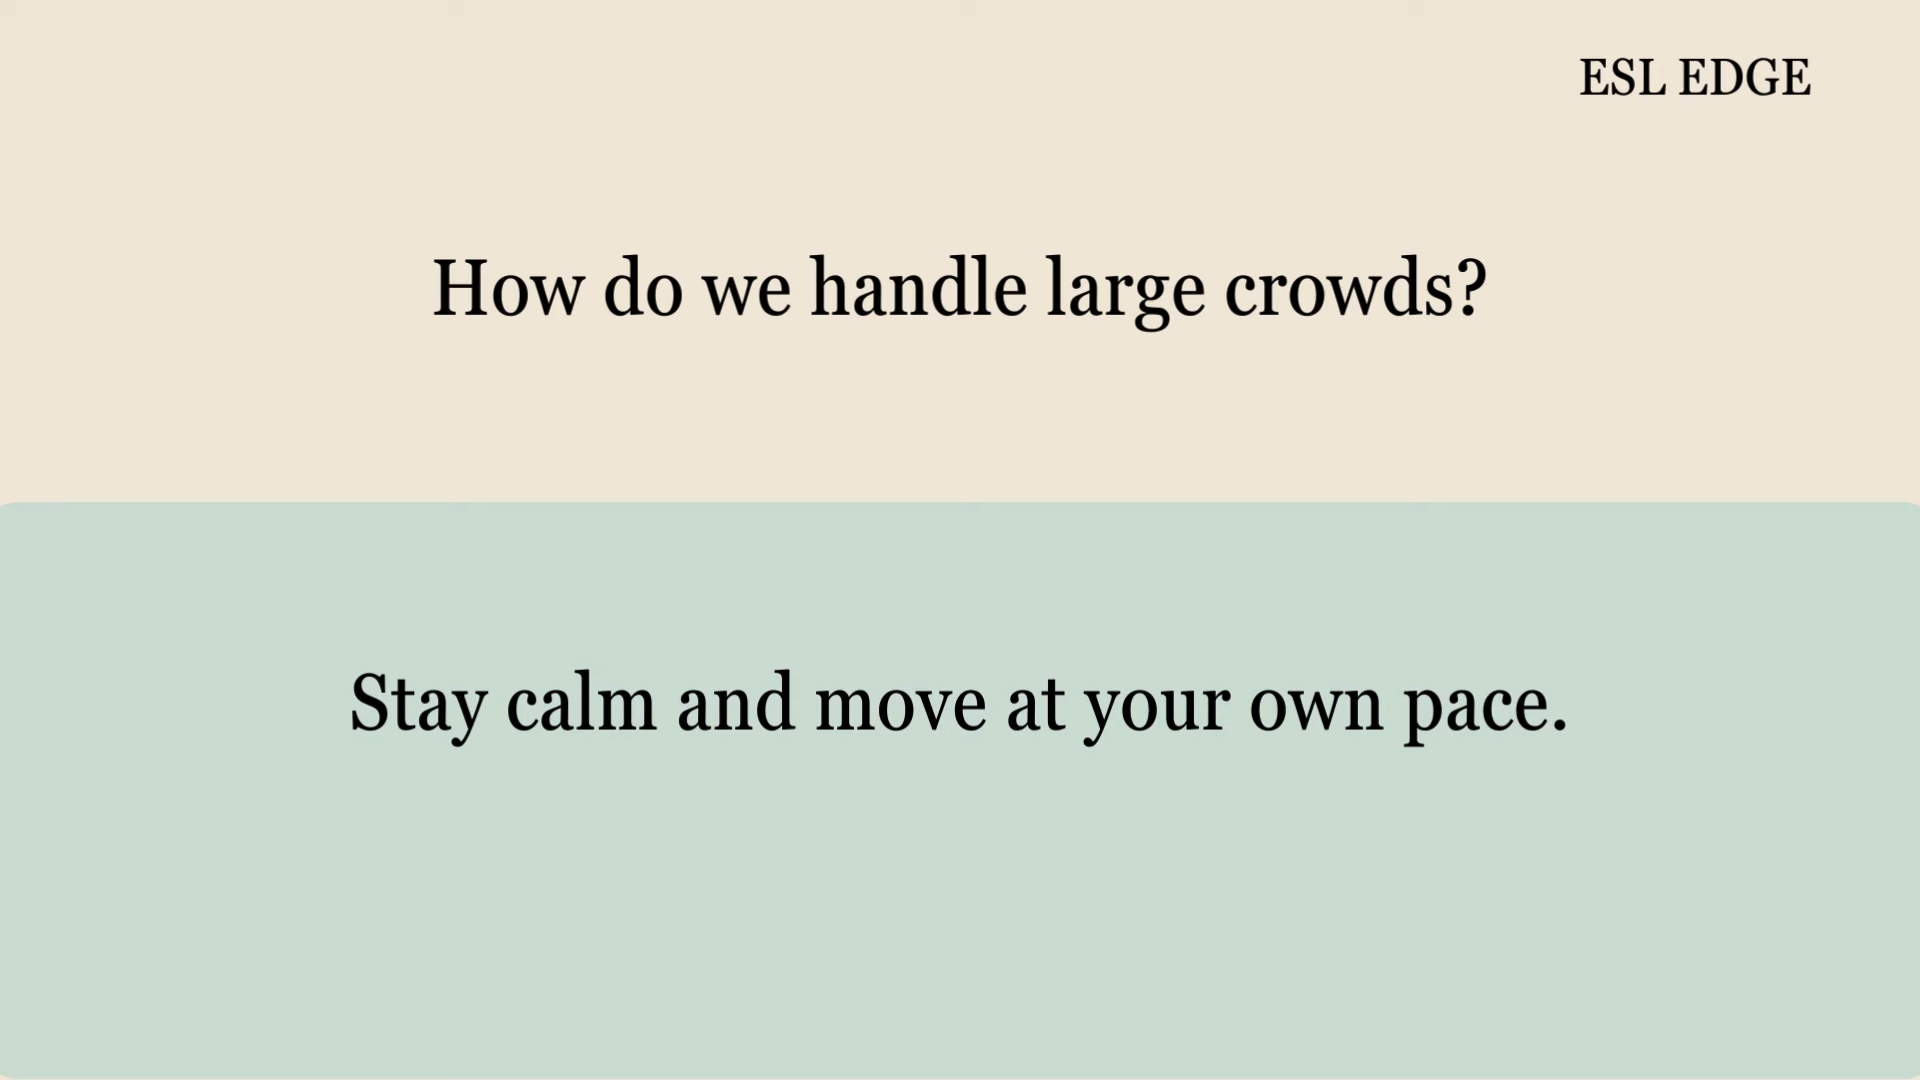 ESL EDGE
How do we handle large crowds?
Stay calm and move at your own pace.